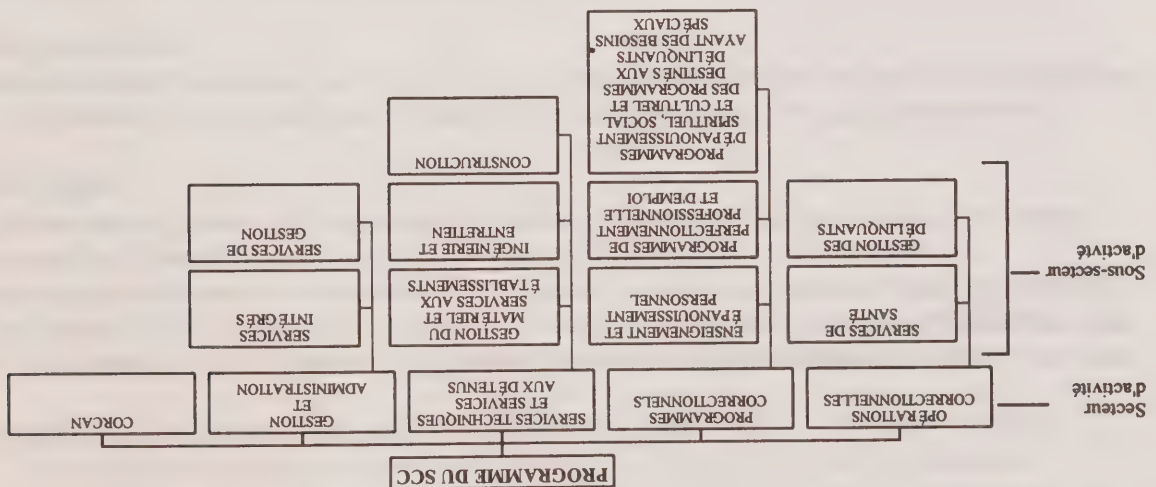 PROGRAMME DU SCC
Secteur
d'activité
OPÉRATIONS
CORRECTIONNELLES
PROGRAMMES
CORRECTIONNELS
SERVICES TECHNIQUES
ET SERVICES
AUX DÉTENUS
GESTION
ET
ADMINISTRATION
CORCAN
Sous-secteur
d'activité
SERVICES DE
SANTÉ
GESTION DES
DÉLINQUANTS
ENSEIGNEMENT ET
ÉPANOUISSEMENT
PERSONNEL
PROGRAMMES DE
PERFECTIONNEMENT
PROFESSIONNELLE
ET D'EMPLOI
PROGRAMMES
D'ÉPANOUISSEMENT
SPIRITUEL, SOCIAL
ET CULTUREL ET
DES PROGRAMMES
DESTINÉS AUX
DÉLINQUANTS
AYANT DES BESOINS
SPÉCIAUX
GESTION DU
MATÉRIEL ET
SERVICES AUX
ÉTABLISSEMENTS
INGÉNIERIE ET
ENTRETIEN
CONSTRUCTION
SERVICES
INTÉGRÉS
SERVICES DE
GESTION